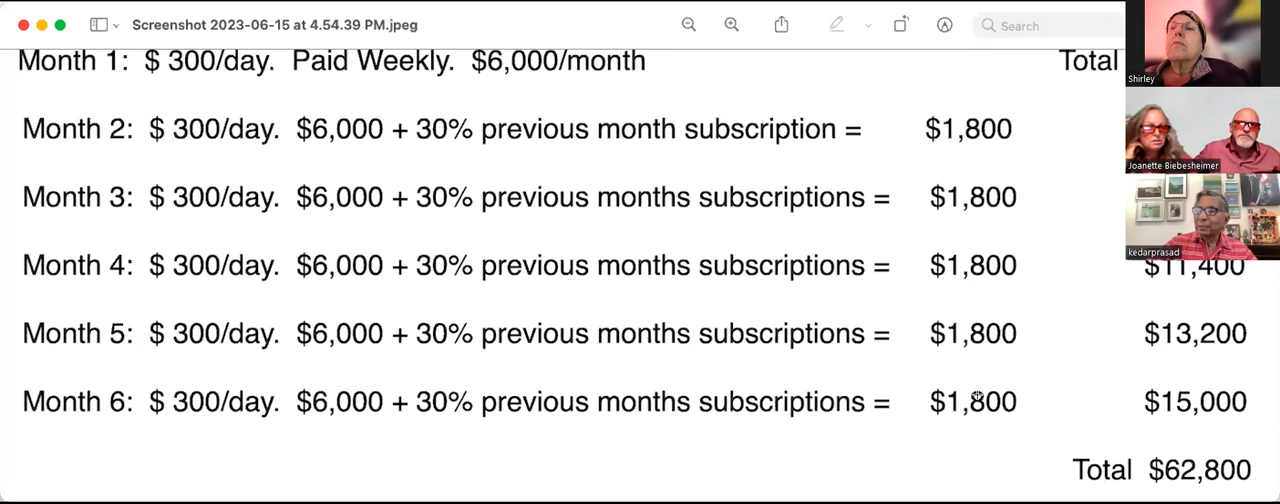 Screenshot 2023-06-15 at 4.54.39 PM.jpeg
Search
Month 1: $ 300/day. Paid Weekly. $6,000/month Total
Month 2: $ 300/day. $6,000 + 30% previous month subscription = $1,800
Month 3: $ 300/day. $6,000 + 30% previous months subscriptions = $1,800
Month 4: $ 300/day. $6,000 + 30% previous months subscriptions = $1,800 $11,400
Month 5: $ 300/day. $6,000 + 30% previous months subscriptions = $1,800 $13,200
Month 6: $ 300/day. $6,000 + 30% previous months subscriptions = $1,800 $15,000
Total $62,800
Shirley
Joanette Biebesheimer
kedarprasad